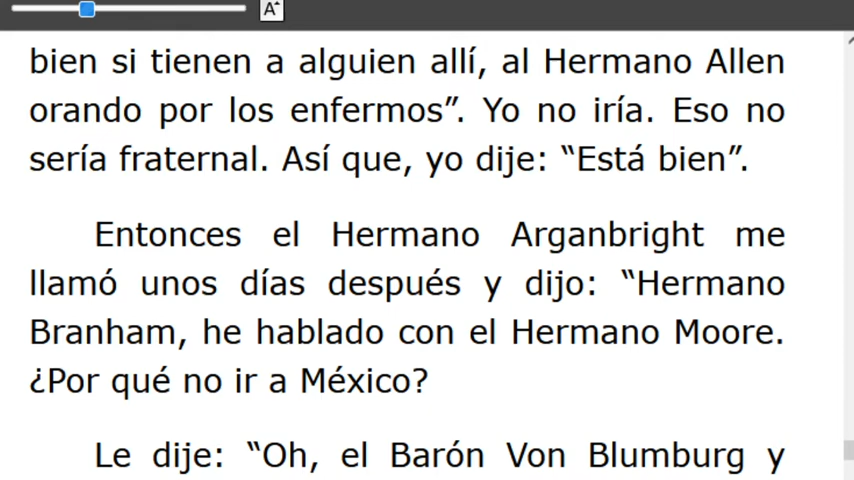 A
bien si tienen a alguien allí, al Hermano Allen
orando por los enfermos”. Yo no iría. Eso no
sería fraternal. Así que, yo dije: “Está bien”.
Entonces el Hermano Arganbright me
llamó unos días después y dijo: “Hermano
Branham, he hablado con el Hermano Moore.
¿Por qué no ir a México?
Le dije: “Oh, el Barón Von Blumburg y